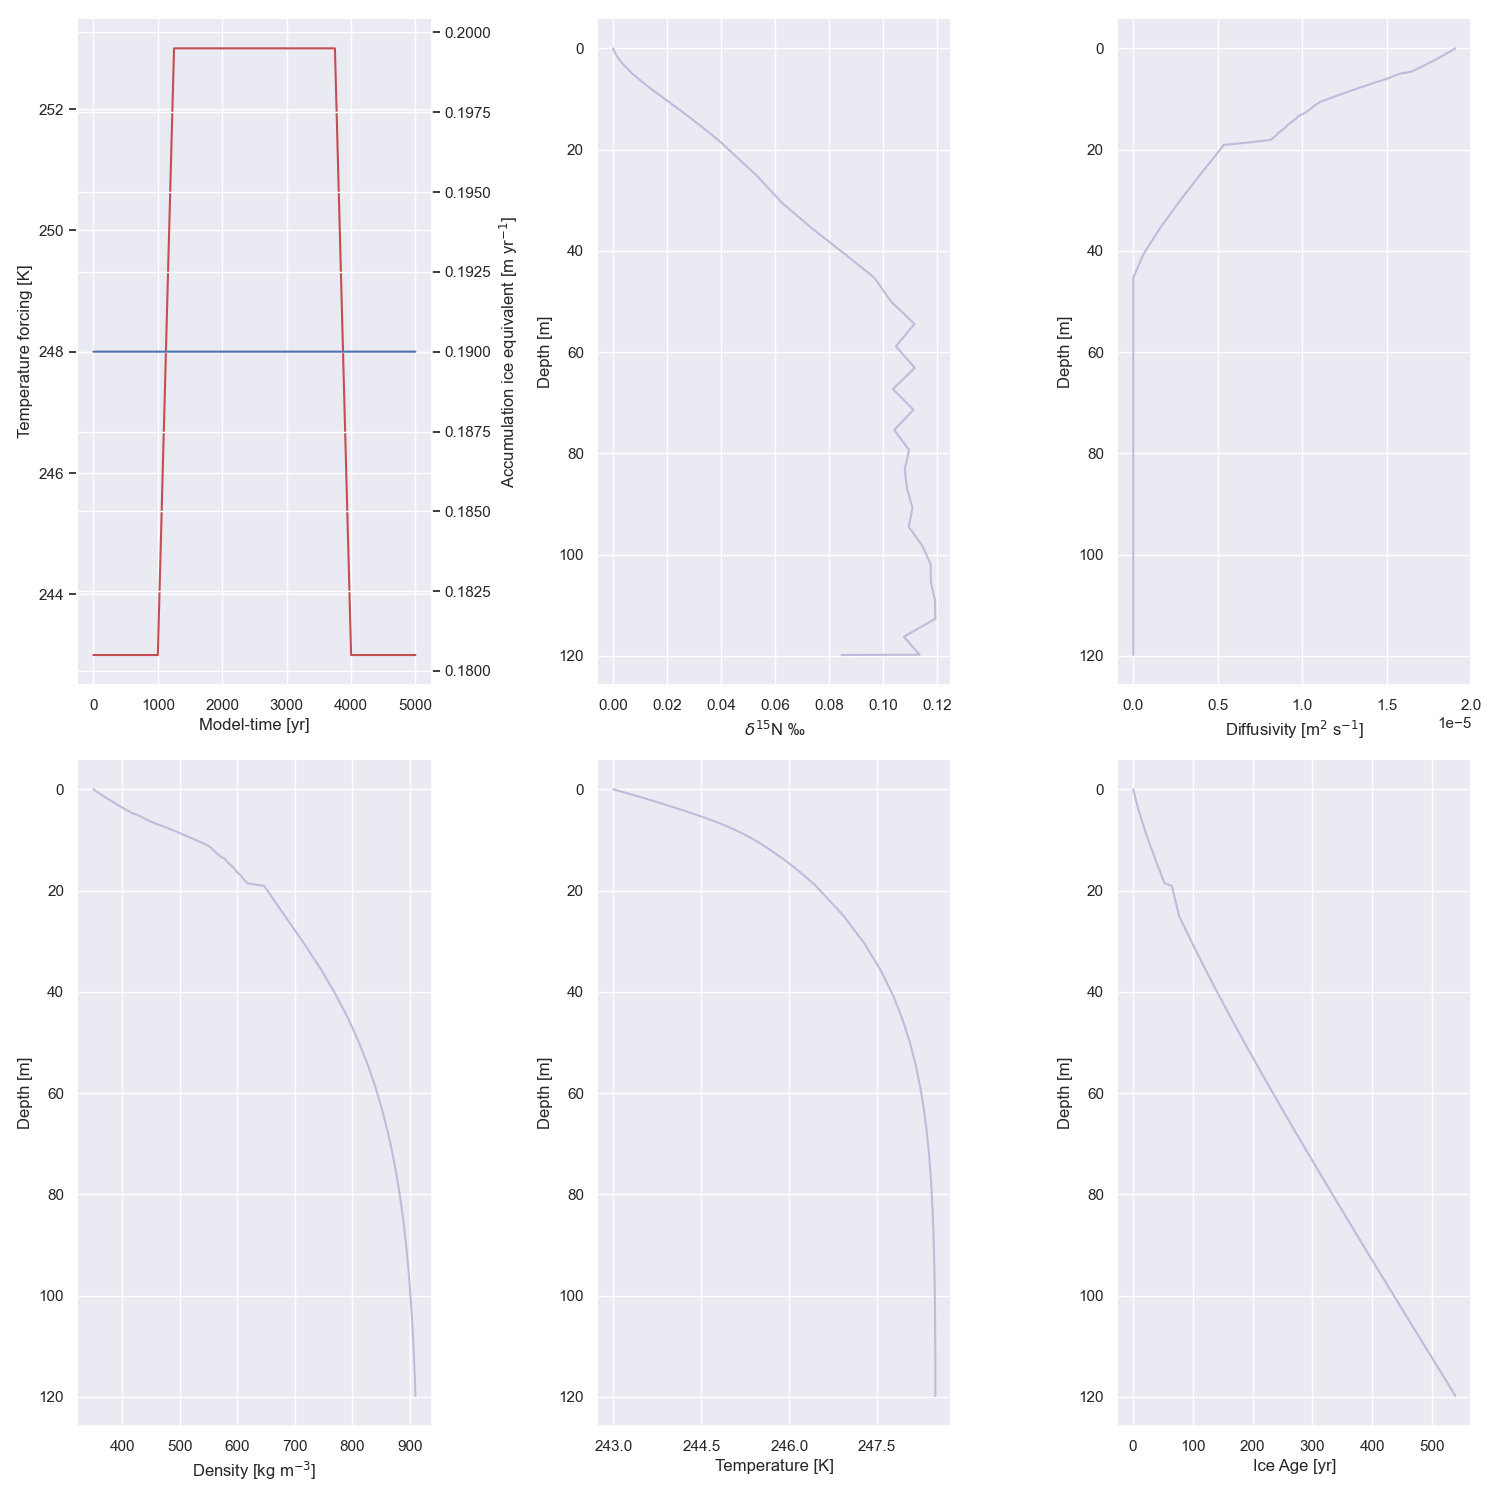 252
250
248
246
244
Temperature forcing [K]
0 1000 2000 3000 4000 5000
Model-time [yr]
0.2000
0.1975
0.1950
0.1925
0.1900
0.1875
0.1850
0.1825
0.1800
Accumulation ice equivalent [m yr⁻¹]
0
20
40
60
80
100
120
Depth [m]
0.00 0.02 0.04 0.06 0.08 0.10 0.12
δ¹⁵N ‰
0
20
40
60
80
100
120
Depth [m]
0.0 0.5 1.0 1.5 2.0
1e−5
Diffusivity [m² s⁻¹]
0
20
40
60
80
100
120
Depth [m]
400 500 600 700 800 900
Density [kg m⁻³]
0
20
40
60
80
100
120
Depth [m]
243.0 244.5 246.0 247.5
Temperature [K]
0
20
40
60
80
100
120
Depth [m]
0 100 200 300 400 500
Ice Age [yr]